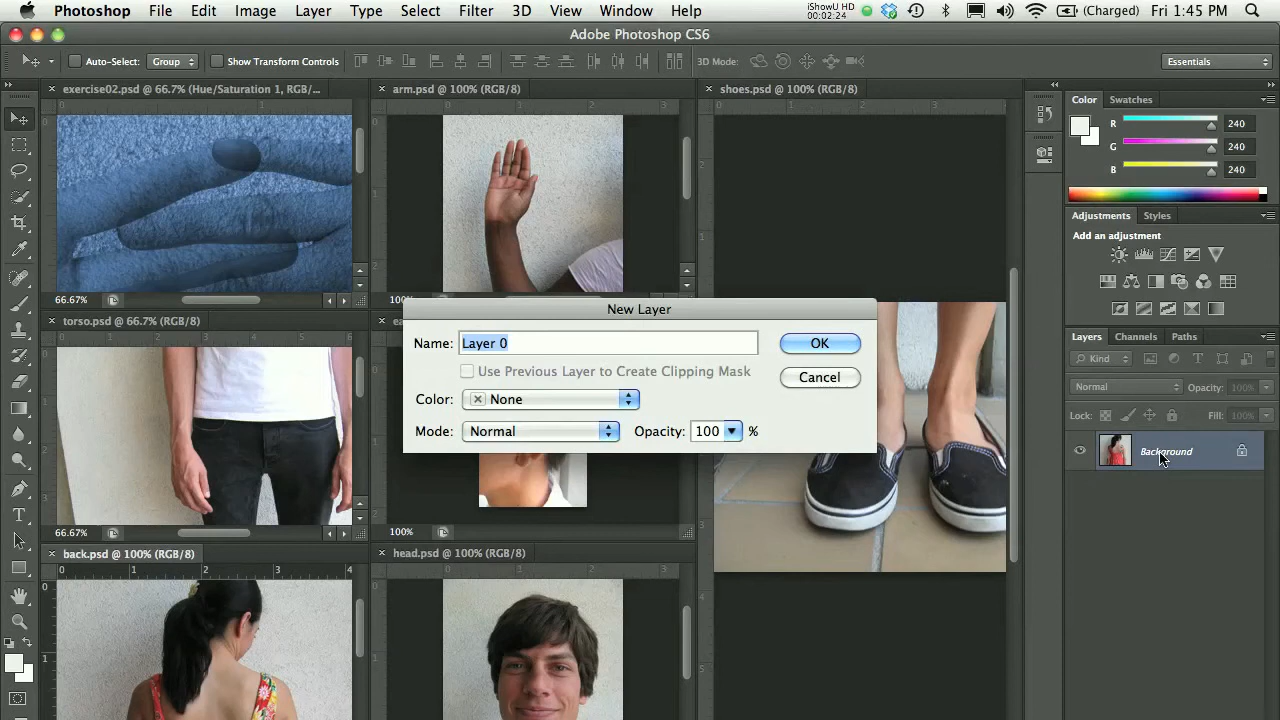 Photoshop File Edit Image Layer Type Select Filter 3D View Window Help iShowU HD 00:02:24 (Charged) Fri 1:45 PM
Adobe Photoshop CS6
Auto-Select: Group Show Transform Controls 3D Mode: Essentials
exercise02.psd @ 66.7% (Hue/Saturation 1, RG/...
arm.psd @ 100% (RGB/8)
shoes.psd @ 100% (RGB/8)
Color Swatches
R 240
G 240
B 240
Adjustments Styles
Add an adjustment
66.67%
100%
torso.psd @ 66.7% (RGB/8)
New Layer
Name: Layer 0 OK
Use Previous Layer to Create Clipping Mask Cancel
Color: None
Mode: Normal Opacity: 100 %
Layers Channels Paths
Kind
Normal Opacity: 100%
Lock: Fill: 100%
Background
66.67%
100%
back.psd @ 100% (RGB/8)
head.psd @ 100% (RGB/8)